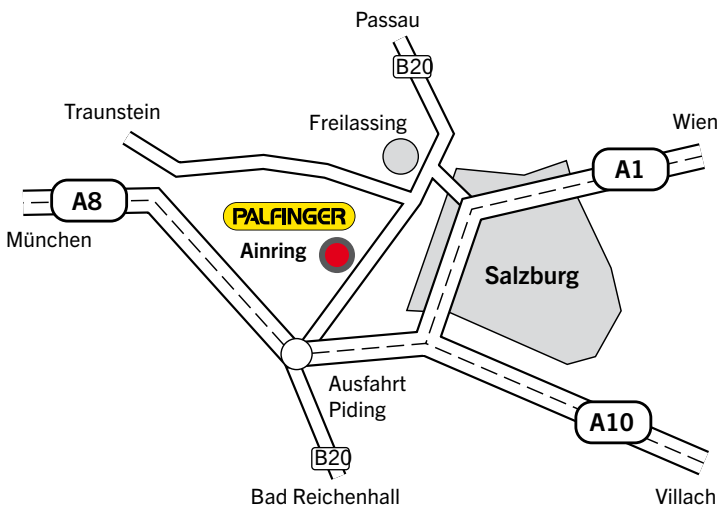 Passau
B20
Traunstein
Freilassing
Wien
A1
A8
PALFINGER
München
Ainring
Salzburg
Ausfahrt
Piding
A10
B20
Bad Reichenhall
Villach